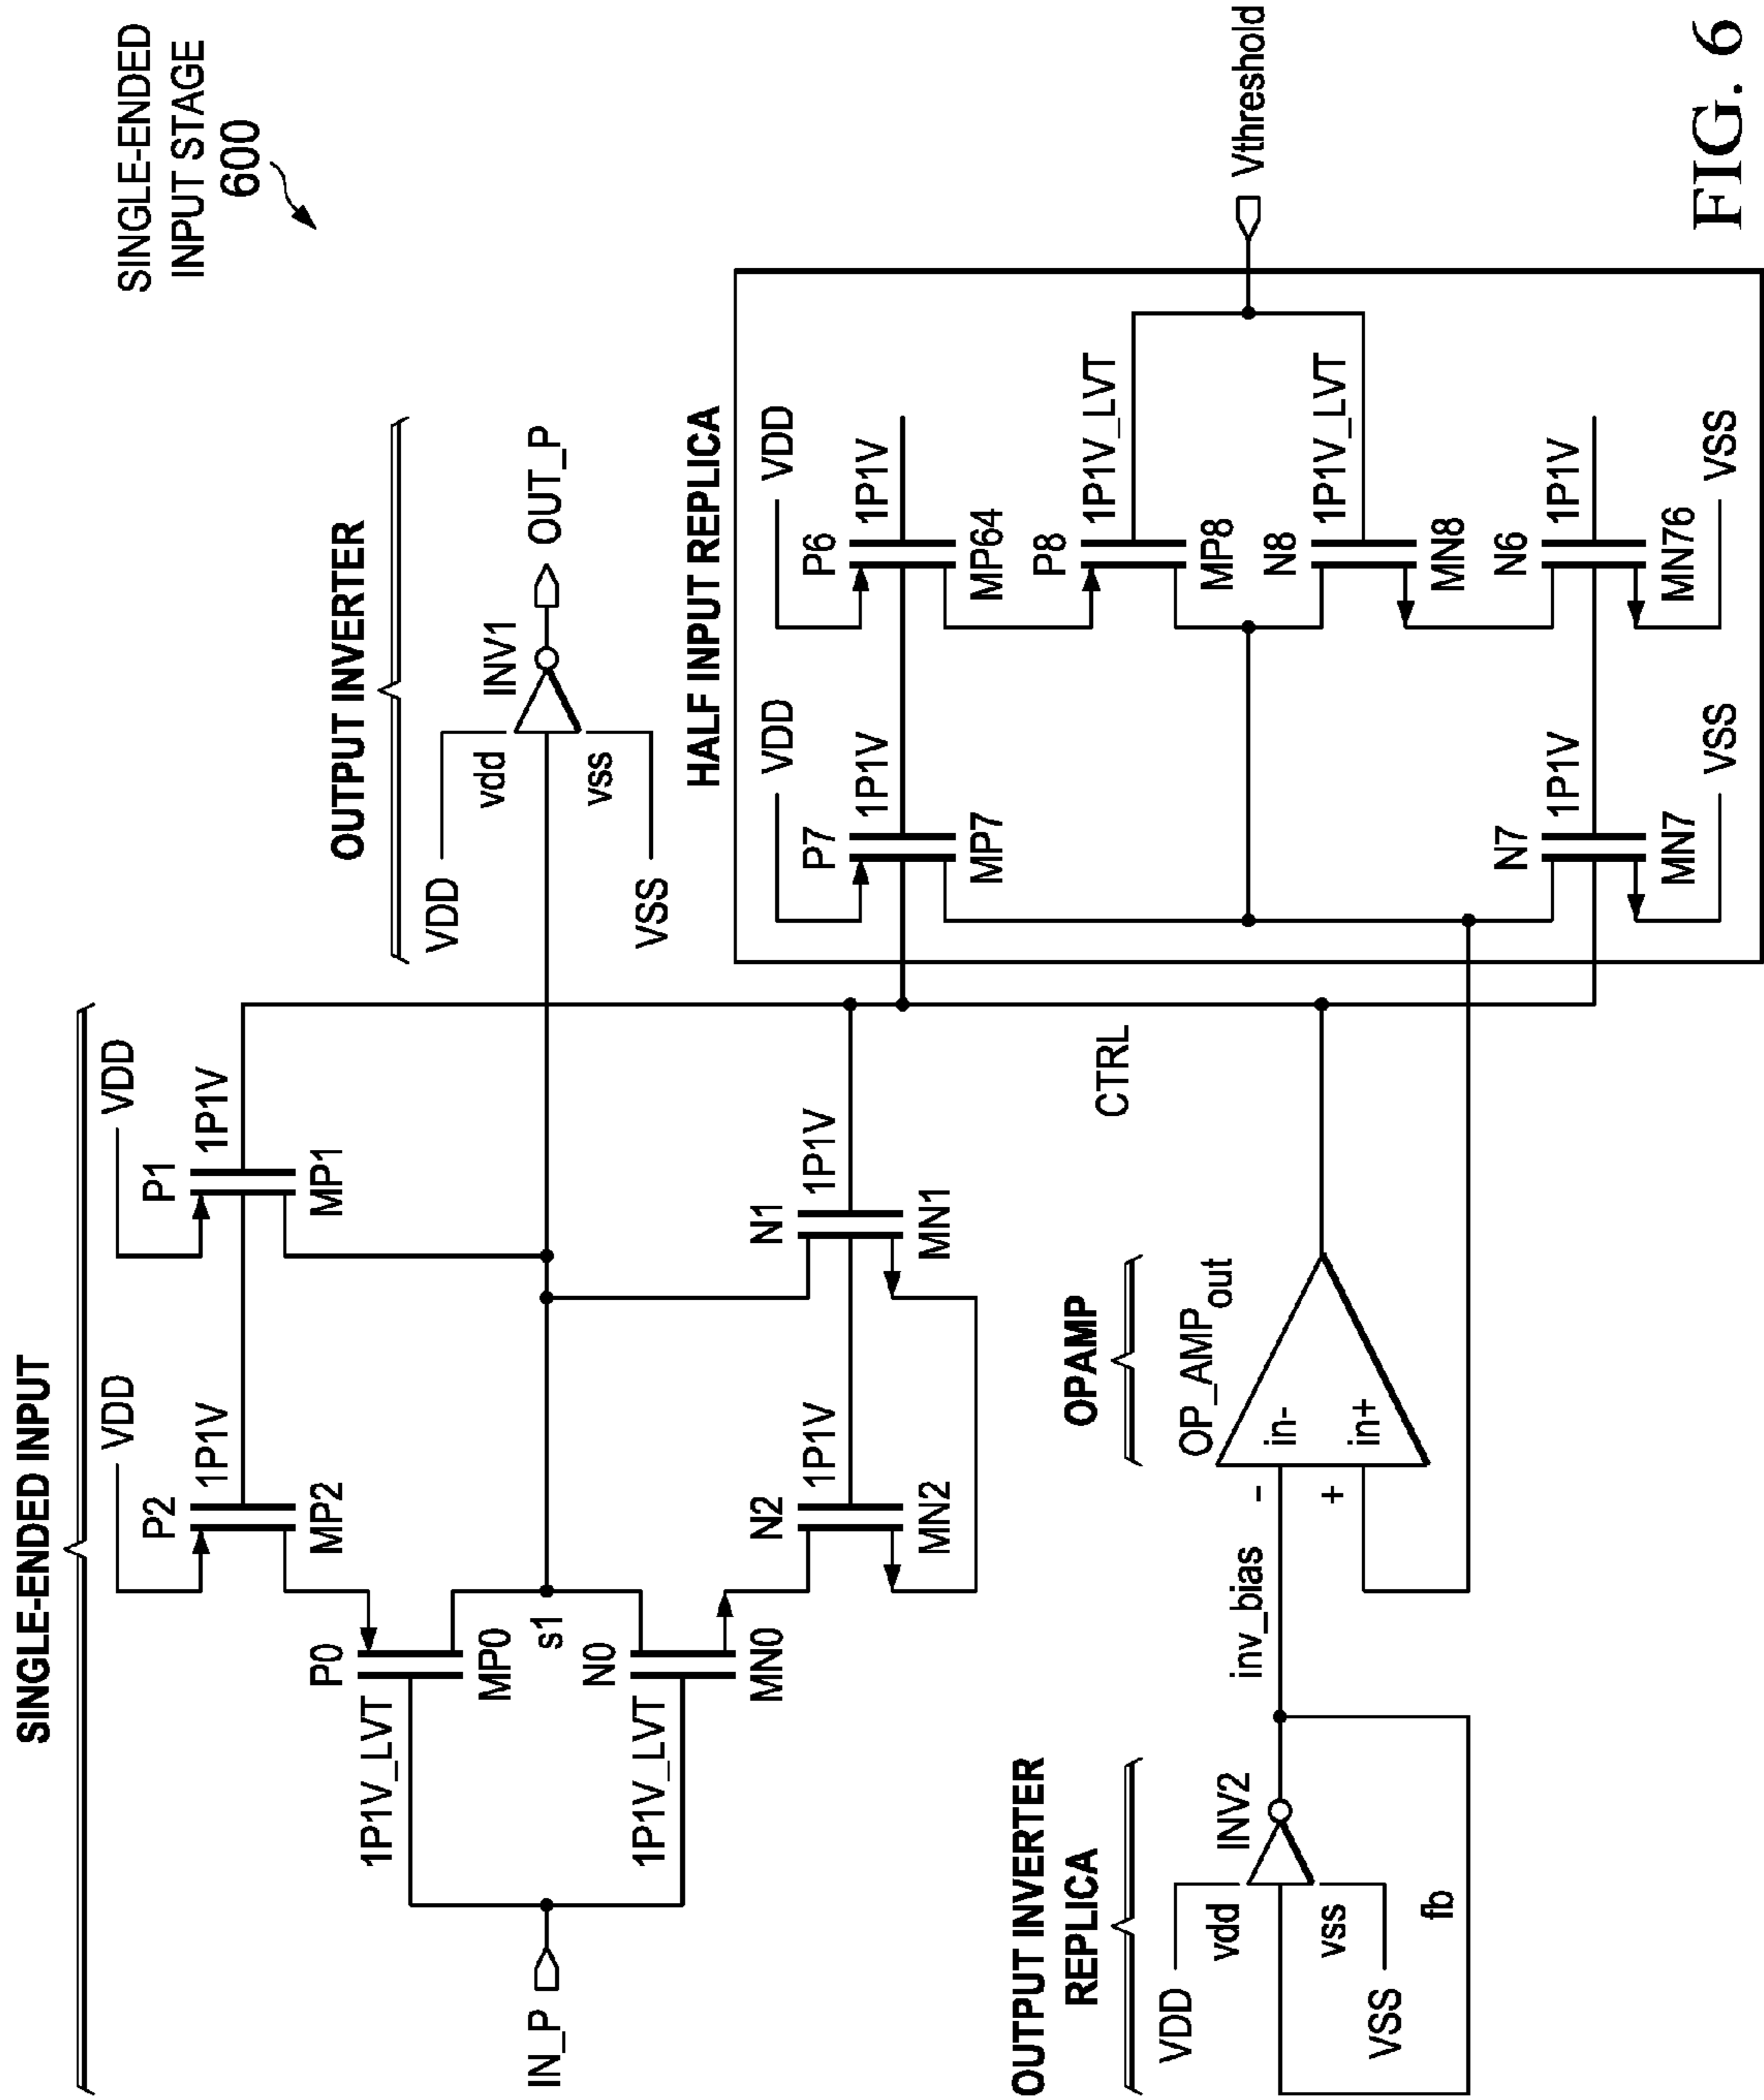 SINGLE-ENDED
INPUT STAGE
600
SINGLE-ENDED INPUT
VDD
VDD
P2
1P1V
MP2
P1
1P1V
MP1
P0
1P1V_LVT
MP0
s1
IN_P
N0
1P1V_LVT
MN0
N2
1P1V
MN2
N1
1P1V
MN1
OUTPUT INVERTER
VDD
vdd
INV1
OUT_P
vss
VSS
HALF INPUT REPLICA
VDD
VDD
P7
1P1V
MP7
P6
1P1V
MP64
P8
1P1V_LVT
MP8
Vthreshold
N8
1P1V_LVT
MN8
N7
1P1V
MN7
N6
1P1V
MN76
VSS
VSS
OUTPUT INVERTER
REPLICA
VDD
vdd
INV2
inv_bias
vss
VSS
fb
OPAMP
OP_AMP
out
-
in-
+
in+
CTRL
FIG. 6